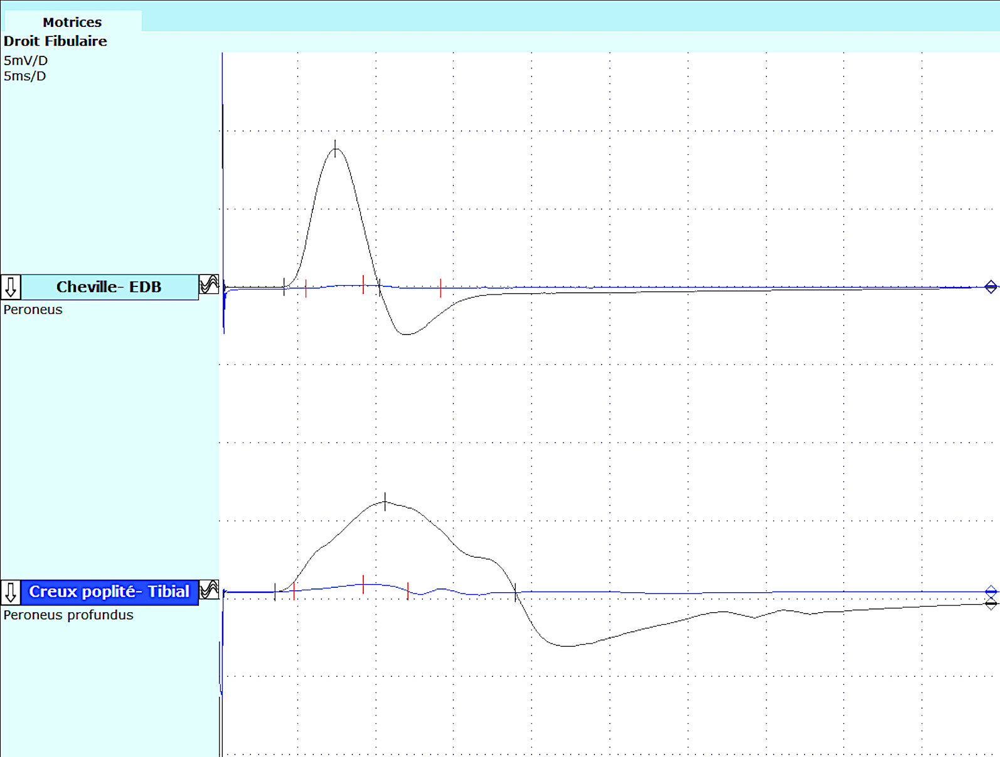 Motrices
Droit Fibulaire
5mV/D
5ms/D
Cheville- EDB
Peroneus
Creux poplité- Tibial
Peroneus profundus